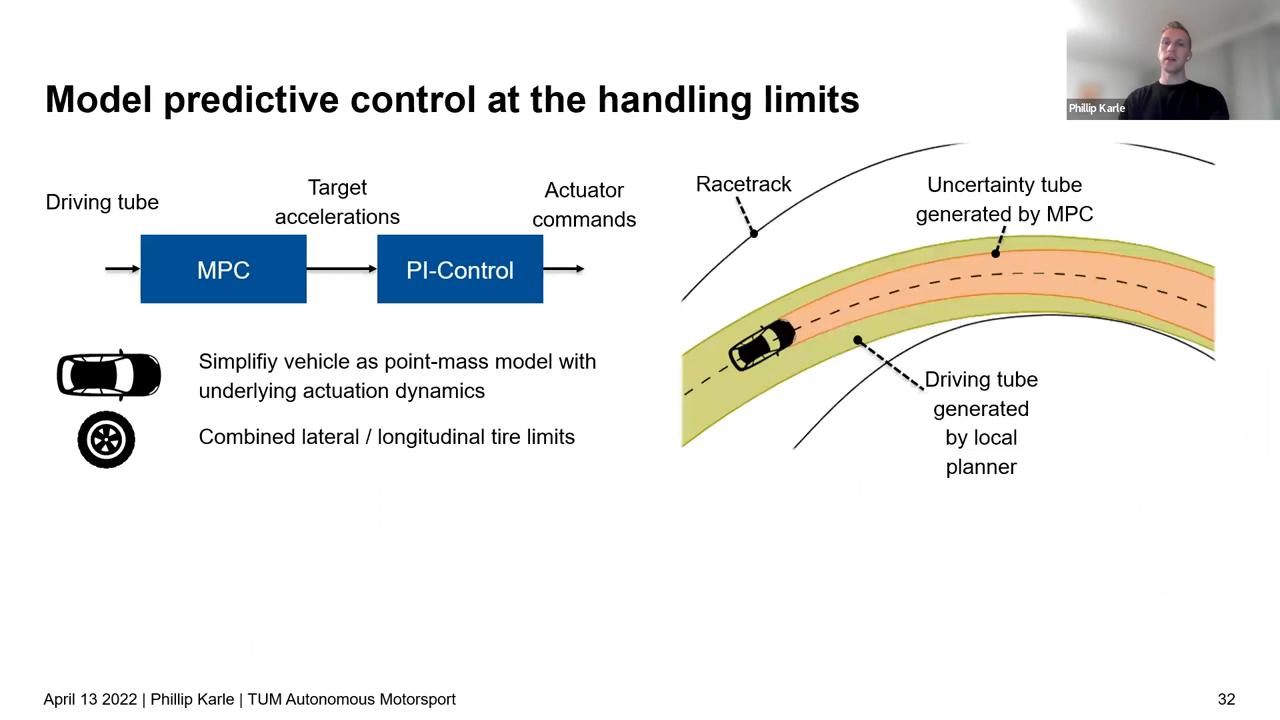 Model predictive control at the handling limits
Phillip Karle
Driving tube
Target
accelerations
Actuator
commands
MPC
PI-Control
Simplifiy vehicle as point-mass model with
underlying actuation dynamics
Combined lateral / longitudinal tire limits
Racetrack
Uncertainty tube
generated by MPC
Driving tube
generated
by local
planner
April 13 2022 | Phillip Karle | TUM Autonomous Motorsport
32